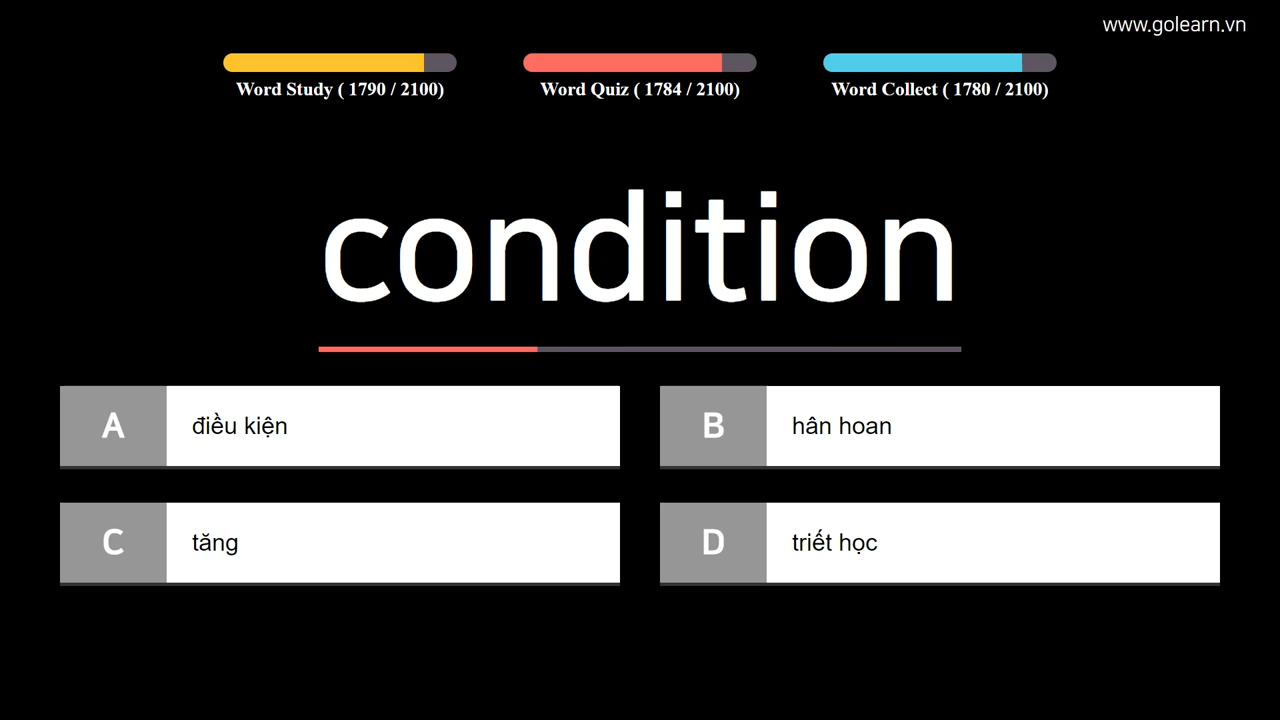 www.golearn.vn
Word Study ( 1790 / 2100)
Word Quiz ( 1784 / 2100)
Word Collect ( 1780 / 2100)
condition
A điều kiện
B hân hoan
C tăng
D triết học